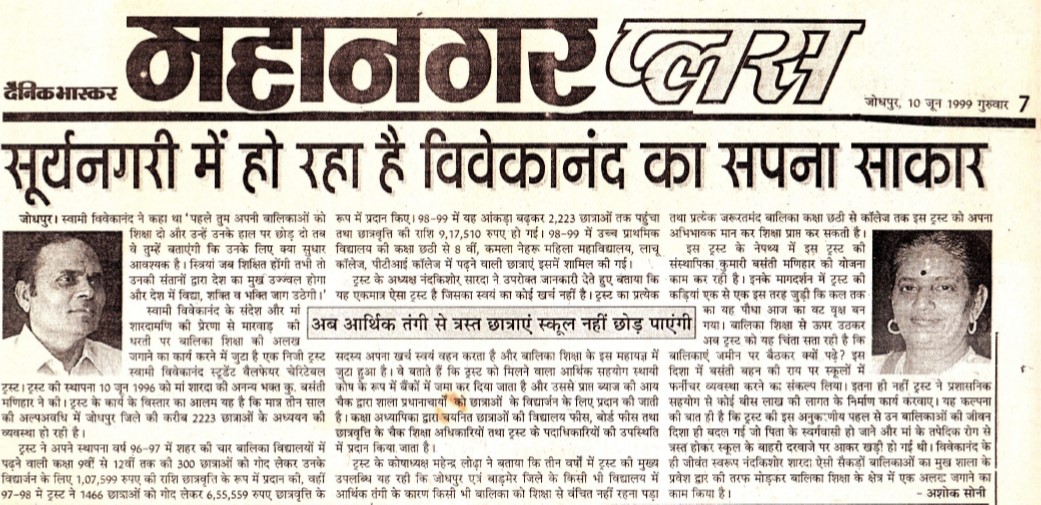 दैनिक भास्कर
महानगर प्लस
जोधपुर, 10 जून 1999 गुरुवार 7
सूर्यनगरी में हो रहा है विवेकानंद का सपना साकार
जोधपुर। स्वामी विवेकानंद ने कहा था 'पहले तुम अपनी बालिकाओं को
शिक्षा दो और उन्हें उनके हाल पर छोड़ दो तब
वे तुम्हें बताएंगी कि उनके लिए क्या सुधार
आवश्यक है। स्त्रियां जब शिक्षित होंगी तभी तो
उनकी संतानों द्वारा देश का मुख उज्ज्वल होगा
और देश में विद्या, शक्ति व भक्ति जाग उठेगी।'
स्वामी विवेकानंद के संदेश और मां
शारदामणि की प्रेरणा से मारवाड़ की
धरती पर बालिका शिक्षा की अलख
जगाने का कार्य करने में जुटा है एक निजी ट्रस्ट
स्वामी विवेकानंद स्टूडेंट वैलफेयर चेरिटेबल
ट्रस्ट। ट्रस्ट की स्थापना 10 जून 1996 को मां शारदा की अनन्य भक्त कु. बसंती
मणिहार ने की। ट्रस्ट के कार्य के विस्तार का आलम यह है कि मात्र तीन साल
की अल्पअवधि में जोधपुर जिले की करीब 2223 छात्राओं के अध्ययन की
व्यवस्था हो रही है।
ट्रस्ट ने अपने स्थापना वर्ष 96-97 में शहर की चार बालिका विद्यालयों में
पढ़ने वाली कक्षा 9वीं से 12वीं तक की 300 छात्राओं को गोद लेकर उनके
विद्यार्जन के लिए 1,07,599 रुपए की राशि छात्रवृत्ति के रूप में प्रदान की, वहीं
97-98 मे ट्रस्ट ने 1466 छात्राओं को गोद लेकर 6,55,559 रुपए छात्रवृत्ति के
रूप में प्रदान किए। 98-99 में यह आंकड़ा बढ़कर 2,223 छात्राओं तक पहुंचा
तथा छात्रवृत्ति की राशि 9,17,510 रुपए हो गई। 98-99 में उच्च प्राथमिक
विद्यालय की कक्षा छठी से 8 वीं, कमला नेहरू महिला महाविद्यालय, लाचू
कॉलेज, पीटीआई कॉलेज में पढ़ने वाली छात्राएं इसमें शामिल की गई।
ट्रस्ट के अध्यक्ष नंदकिशोर सारदा ने उपरोक्त जानकारी देते हुए बताया कि
यह एकमात्र ऐसा ट्रस्ट है जिसका स्वयं का कोई खर्च नहीं है। ट्रस्ट का प्रत्येक
अब आर्थिक तंगी से त्रस्त छात्राएं स्कूल नहीं छोड़ पाएंगी
सदस्य अपना खर्च स्वयं वहन करता है और बालिका शिक्षा के इस महायज्ञ में
जुटा हुआ है। वे बताते हैं कि ट्रस्ट को मिलने वाला आर्थिक सहयोग स्थायी
कोष के रूप में बैंकों में जमा कर दिया जाता है और उससे प्राप्त ब्याज की आय
चैक द्वारा शाला प्रधानाचार्यों को छात्राओं के विद्यार्जन के लिए प्रदान की जाती
है। कक्षा अध्यापिका द्वारा चयनित छात्राओं की विद्यालय फीस, बोर्ड फीस तथा
छात्रवृत्ति के चैक शिक्षा अधिकारियों तथा ट्रस्ट के पदाधिकारियों की उपस्थिति
में प्रदान किया जाता है।
ट्रस्ट के कोषाध्यक्ष महेन्द्र लोढ़ा ने बताया कि तीन वर्षों में ट्रस्ट की मुख्य
उपलब्धि यह रही कि जोधपुर एवं बाड़मेर जिले के किसी भी विद्यालय में
आर्थिक तंगी के कारण किसी भी बालिका को शिक्षा से वंचित नहीं रहना पड़ा
तथा प्रत्येक जरूरतमंद बालिका कक्षा छठी से कॉलेज तक इस ट्रस्ट को अपना
अभिभावक मान कर शिक्षा प्राप्त कर सकती है।
इस ट्रस्ट के नेपथ्य में इस ट्रस्ट की
संस्थापिका कुमारी बसंती मणिहार की योजना
काम कर रही है। इनके मागदर्शन में ट्रस्ट की
कड़ियां एक से एक इस तरह जुड़ी कि कल तक
का यह पौधा आज का वट वृक्ष बन
गया। बालिका शिक्षा से ऊपर उठकर
अब ट्रस्ट को यह चिंता सता रही है कि
बालिकाएं जमीन पर बैठकर क्यों पढ़े? इस
दिशा में बसंती बहन की राय पर स्कूलों में
फर्नीचर व्यवस्था करने का संकल्प लिया। इतना ही नहीं ट्रस्ट ने प्रशासनिक
सहयोग से कोई बीस लाख की लागत के निर्माण कार्य करवाए। यह कल्पना
की बात ही है कि ट्रस्ट की इस अनुकरणीय पहल से उन बालिकाओं की जीवन
दिशा ही बदल गई जो पिता के स्वर्गवासी हो जाने और मां के तपेदिक रोग से
त्रस्त होकर स्कूल के बाहरी दरवाजे पर आकर खड़ी हो गई थी। विवेकानंद के
ही जीवंत स्वरूप नंदकिशोर शारदा ऐसी सैकड़ों बालिकाओं का मुख शाला के
प्रवेश द्वार की तरफ मोड़कर बालिका शिक्षा के क्षेत्र में एक अलख जगाने का
काम किया है।
- अशोक सोनी